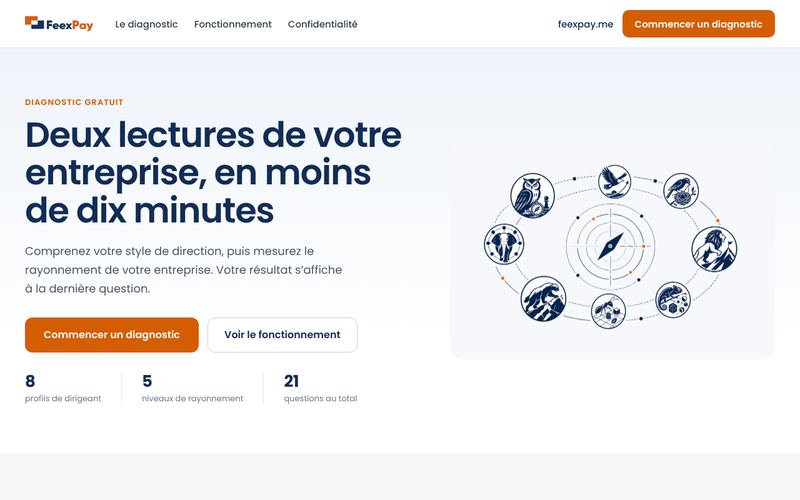 FeexPay
Le diagnostic
Fonctionnement
Confidentialité
feexpay.me
Commencer un diagnostic
DIAGNOSTIC GRATUIT
Deux lectures de votre
entreprise, en moins
de dix minutes
Comprenez votre style de direction, puis mesurez le
rayonnement de votre entreprise. Votre résultat s’affiche
à la dernière question.
Commencer un diagnostic
Voir le fonctionnement
8
profils de dirigeant
5
niveaux de rayonnement
21
questions au total